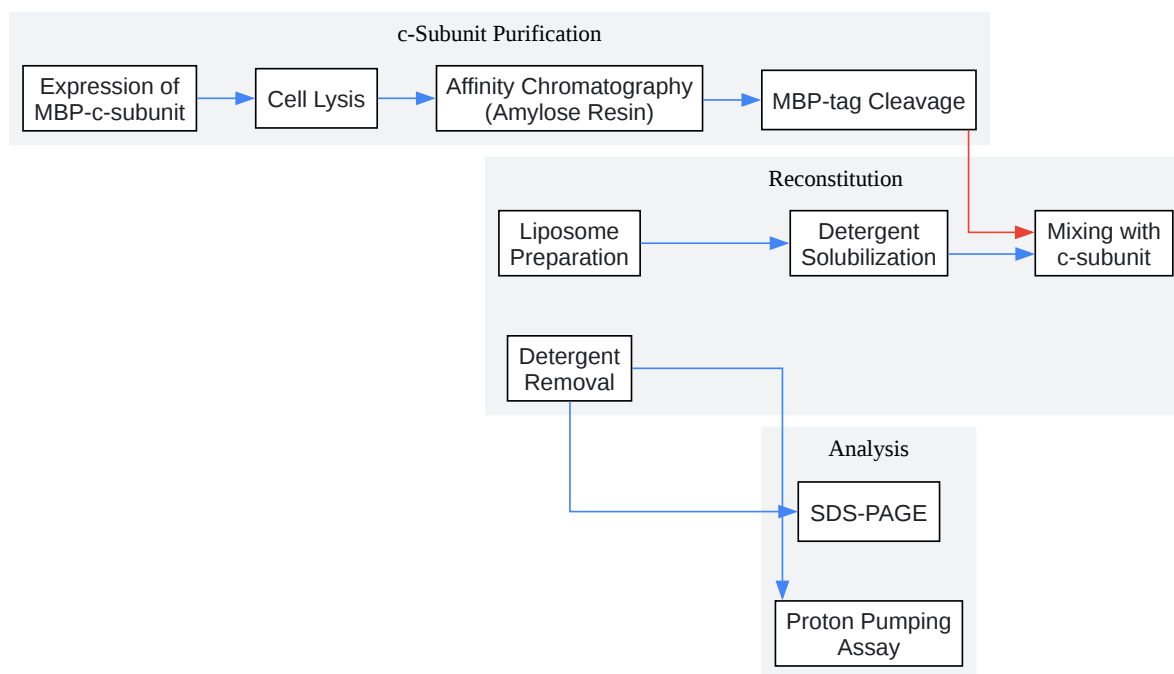 c-Subunit Purification
Expression of
MBP-c-subunit
Cell Lysis
Affinity Chromatography
(Amylose Resin)
MBP-tag Cleavage
Reconstitution
Liposome
Preparation
Detergent
Solubilization
Mixing with
c-subunit
Detergent
Removal
Analysis
SDS-PAGE
Proton Pumping
Assay